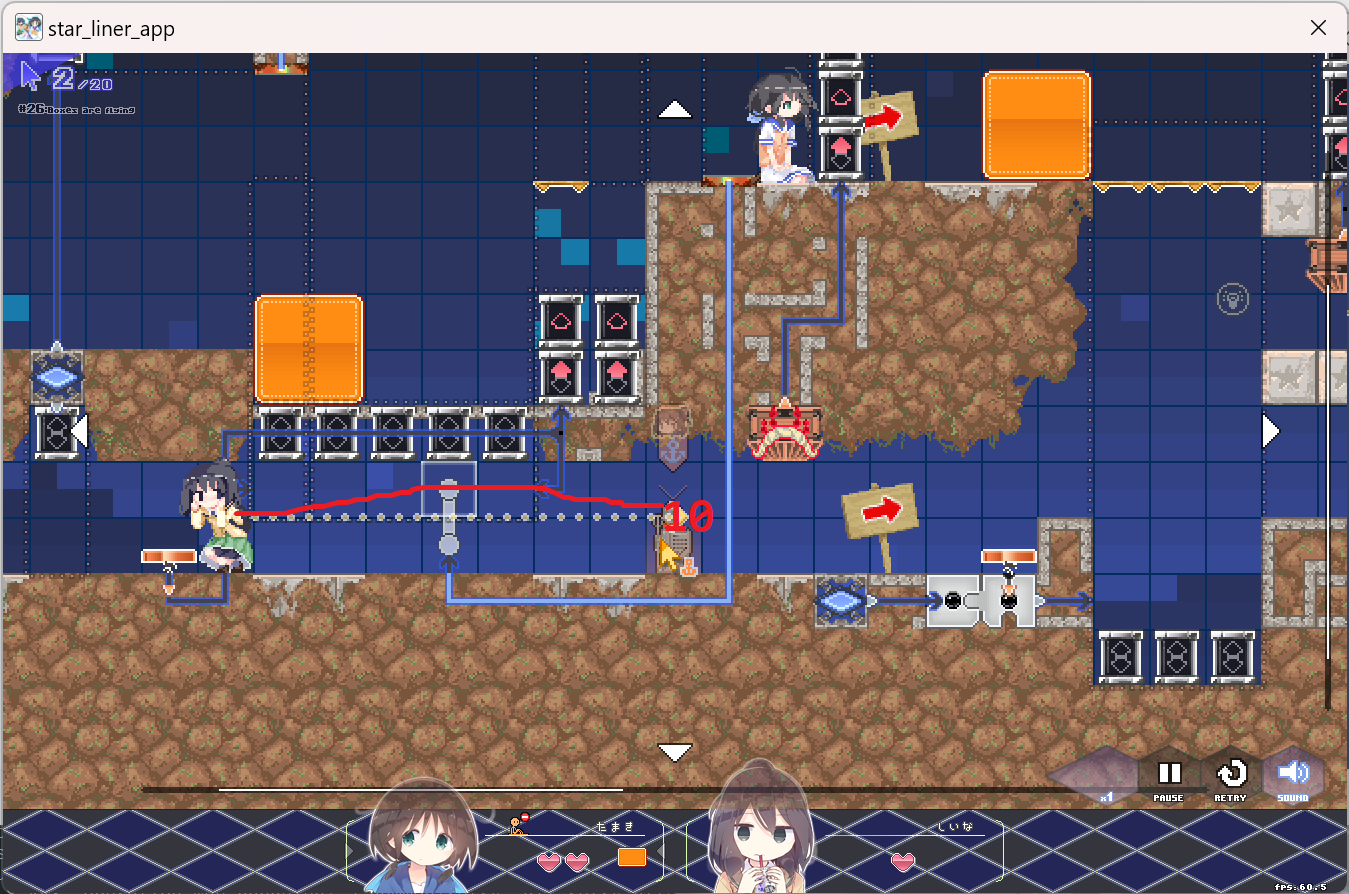 star_liner_app
2/20
#26:Boxes are flying
10
x1
PAUSE
RETRY
SOUND
たまき
しいな
fps:60.5